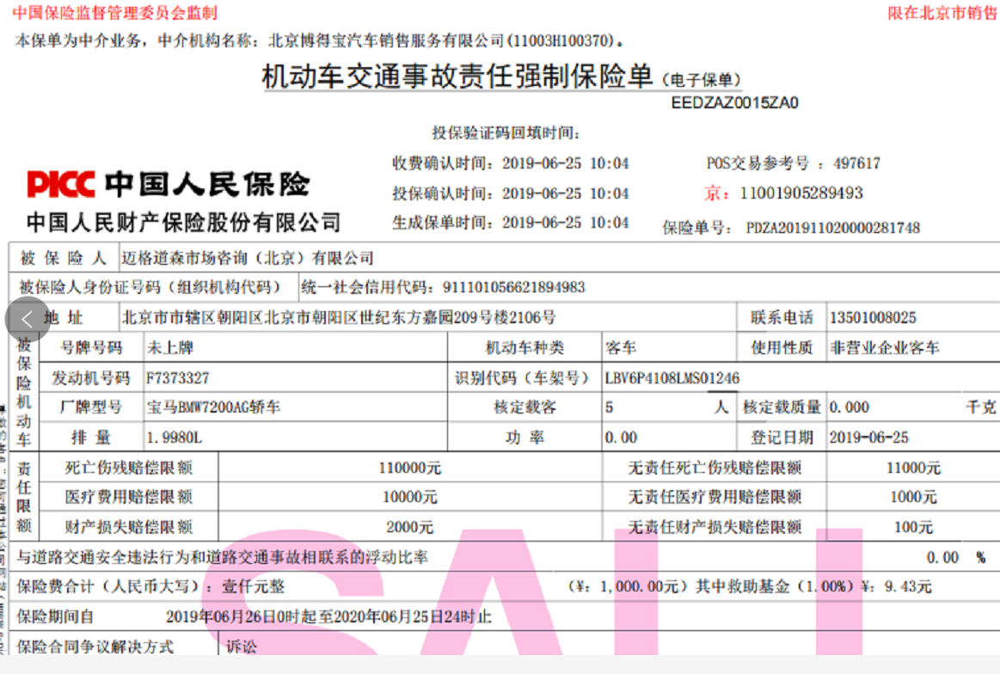 中国保险监督管理委员会监制 限在北京市销售
本保单为中介业务，中介机构名称：北京博得宝汽车销售服务有限公司(11003H100370)。
机动车交通事故责任强制保险单（电子保单）
EEDZAZ0015ZA0
投保验证码回填时间：
收费确认时间：2019-06-25 10:04 POS交易参考号 ：497617
PICC 中国人民保险 投保确认时间：2019-06-25 10:04 京：11001905289493
中国人民财产保险股份有限公司 生成保单时间：2019-06-25 10:04 保险单号： PDZA201911020000281748
被 保 险 人 迈格道森市场咨询（北京）有限公司
被保险人身份证号码（组织机构代码） 统一社会信用代码：911101056621894983
地 址 北京市市辖区朝阳区北京市朝阳区世纪东方嘉园209号楼2106号 联系电话 13501008025
被保险机动车 号牌号码 未上牌 机动车种类 客车 使用性质 非营业企业客车
发动机号码 F7373327 识别代码（车架号） LBV6P4108LMS01246
厂牌型号 宝马BMW7200AG轿车 核定载客 5 人 核定载质量 0.000 千克
排 量 1.9980L 功 率 0.00 登记日期 2019-06-25
责任限额 死亡伤残赔偿限额 110000元 无责任死亡伤残赔偿限额 11000元
医疗费用赔偿限额 10000元 无责任医疗费用赔偿限额 1000元
财产损失赔偿限额 2000元 无责任财产损失赔偿限额 100元
与道路交通安全违法行为和道路交通事故相联系的浮动比率 0.00 %
保险费合计（人民币大写）：壹仟元整 （¥：1,000.00元）其中救助基金（1.00%）¥：9.43元
保险期间自 2019年06月26日0时起至2020年06月25日24时止
保险合同争议解决方式 诉讼